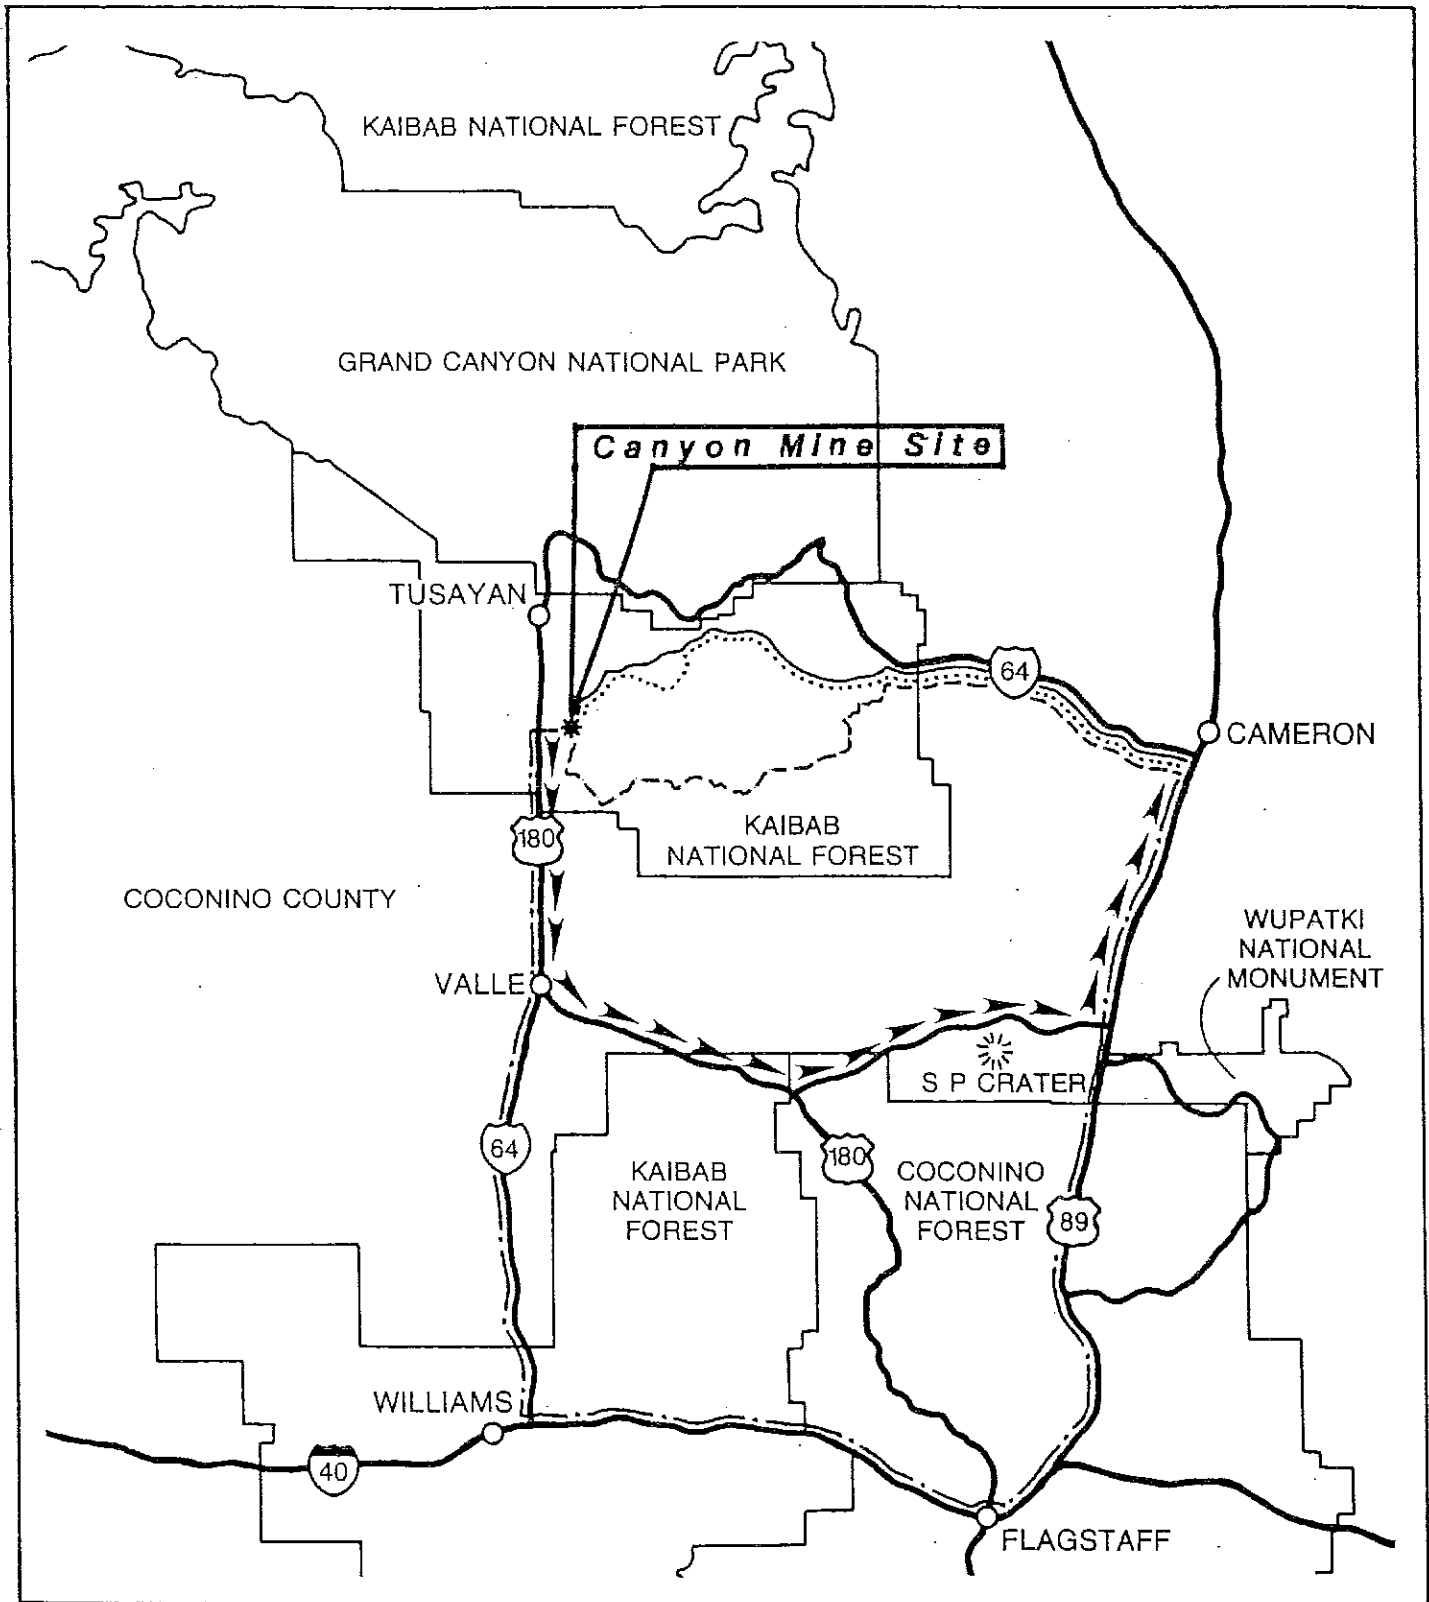 KAIBAB NATIONAL FOREST
GRAND CANYON NATIONAL PARK
Canyon Mine Site
TUSAYAN
64
CAMERON
180
KAIBAB
NATIONAL FOREST
COCONINO COUNTY
WUPATKI
NATIONAL
MONUMENT
VALLE
S P CRATER
64
180
KAIBAB
NATIONAL
FOREST
COCONINO
NATIONAL
FOREST
89
WILLIAMS
40
FLAGSTAFF